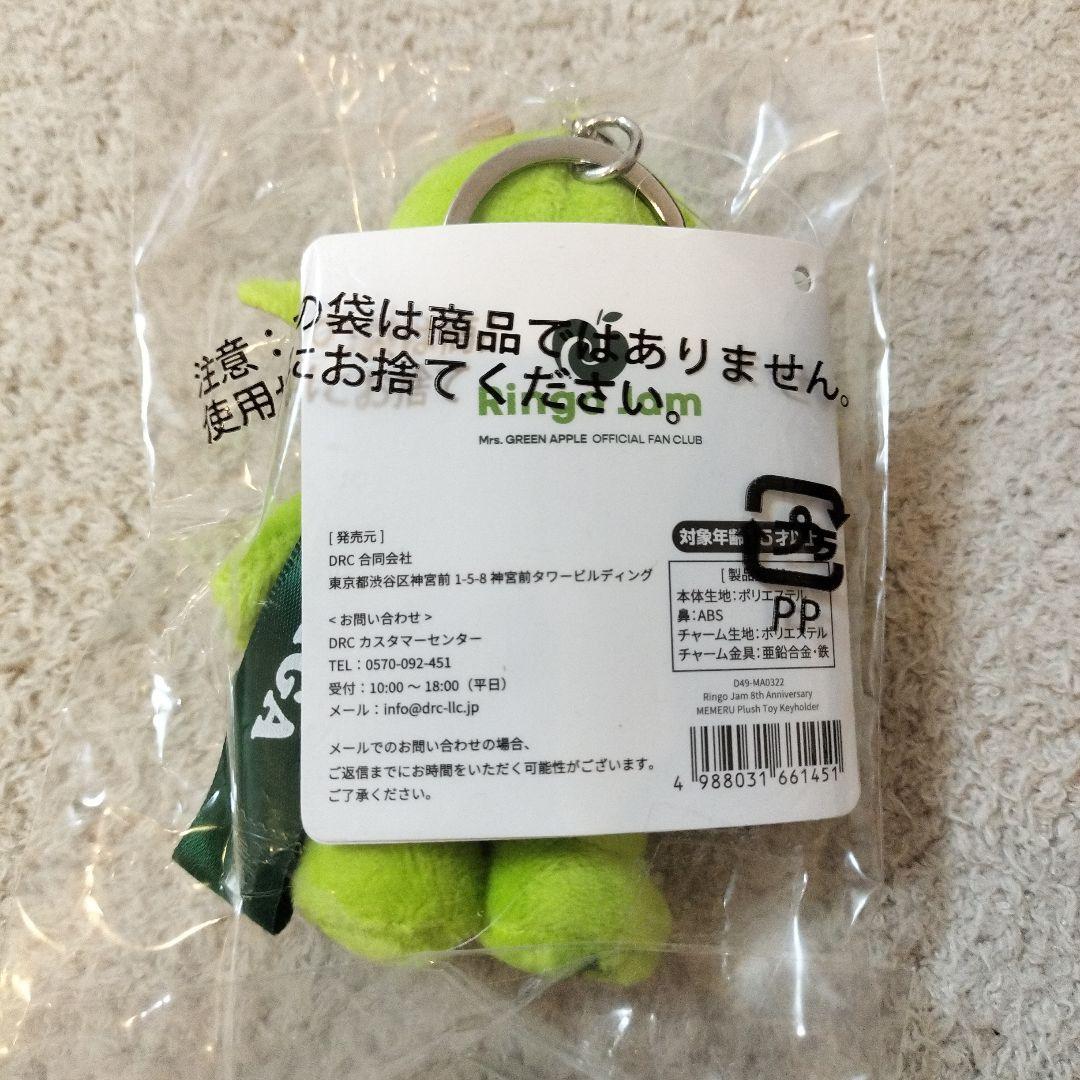 注意:の袋は商品ではありません。
使用にお捨てください。
Ringo Jam
Mrs. GREEN APPLE OFFICIAL FAN CLUB
[ 発売元 ]
DRC 合同会社
東京都渋谷区神宮前 1-5-8 神宮前タワービルディング
< お問い合わせ >
DRC カスタマーセンター
TEL：0570-092-451
受付：10:00 ～ 18:00（平日）
メール：info@drc-llc.jp
メールでのお問い合わせの場合、
ご返信までにお時間をいただく可能性がございます。
ご了承ください。
対象年齢 5才以上
[ 製品
本体生地：ポリエステル
鼻：ABS
チャーム生地：ポリエステル
チャーム金具：亜鉛合金・鉄
D49-MA0322
Ringo Jam 8th Anniversary
MEMERU Plush Toy Keyholder
4 988031 661451
プラ
PP
GA